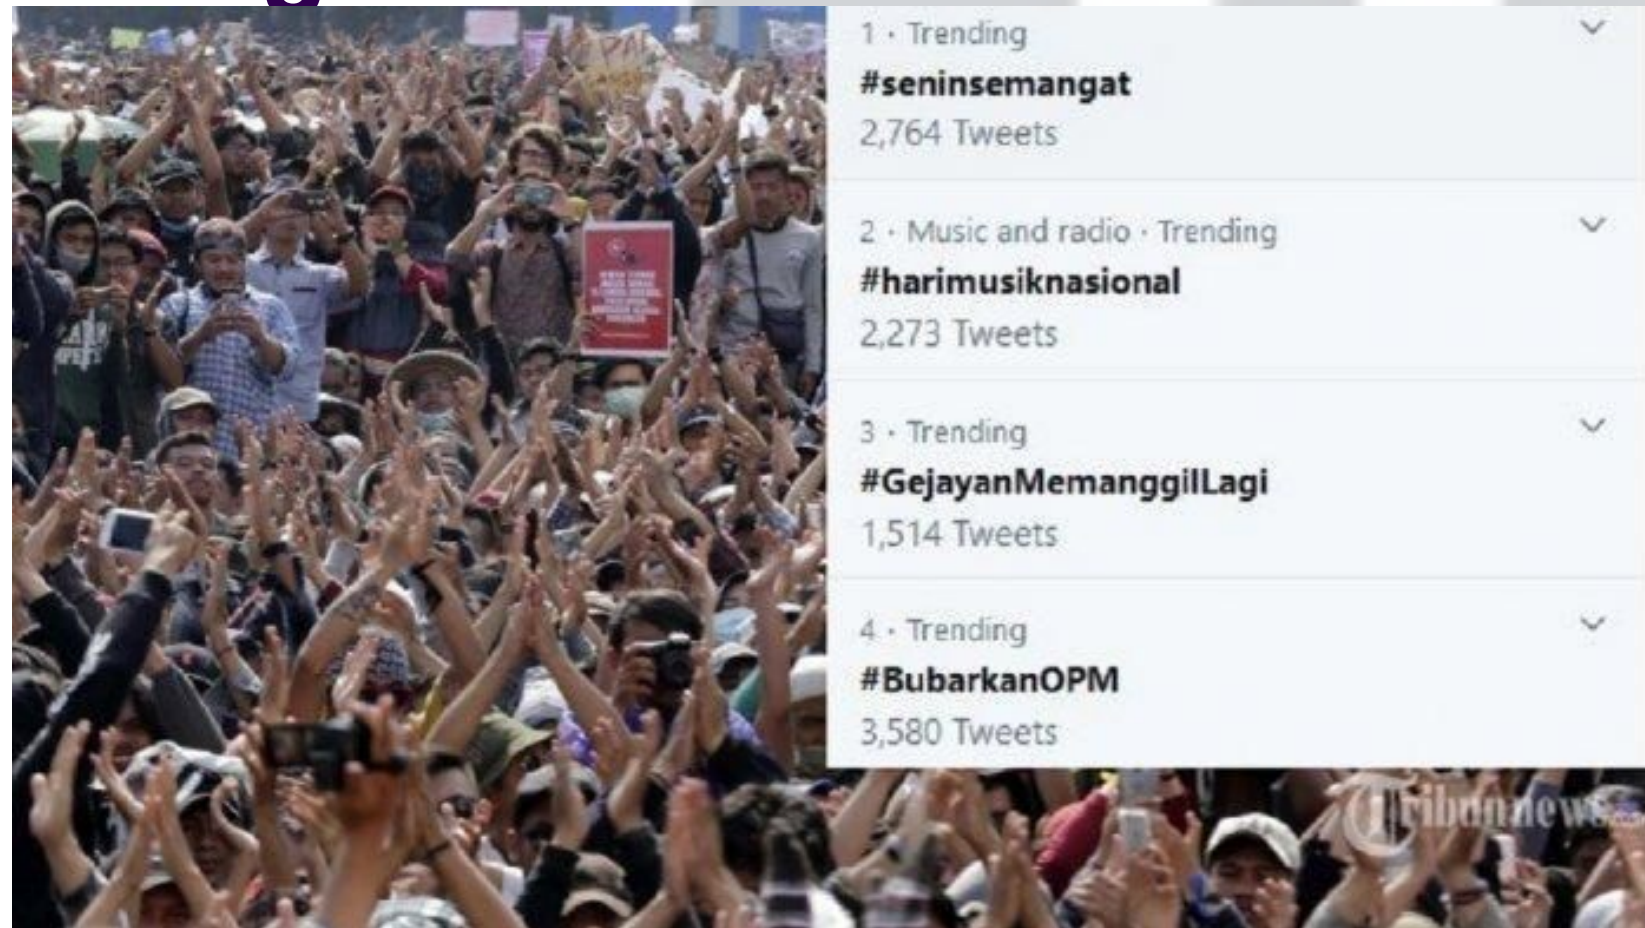 1 · Trending
#seninsemangat
2,764 Tweets
2 · Music and radio · Trending
#harimusiknasional
2,273 Tweets
3 · Trending
#GejayanMemanggilLagi
1,514 Tweets
4 · Trending
#BubarkanOPM
3,580 Tweets
Tribunnews